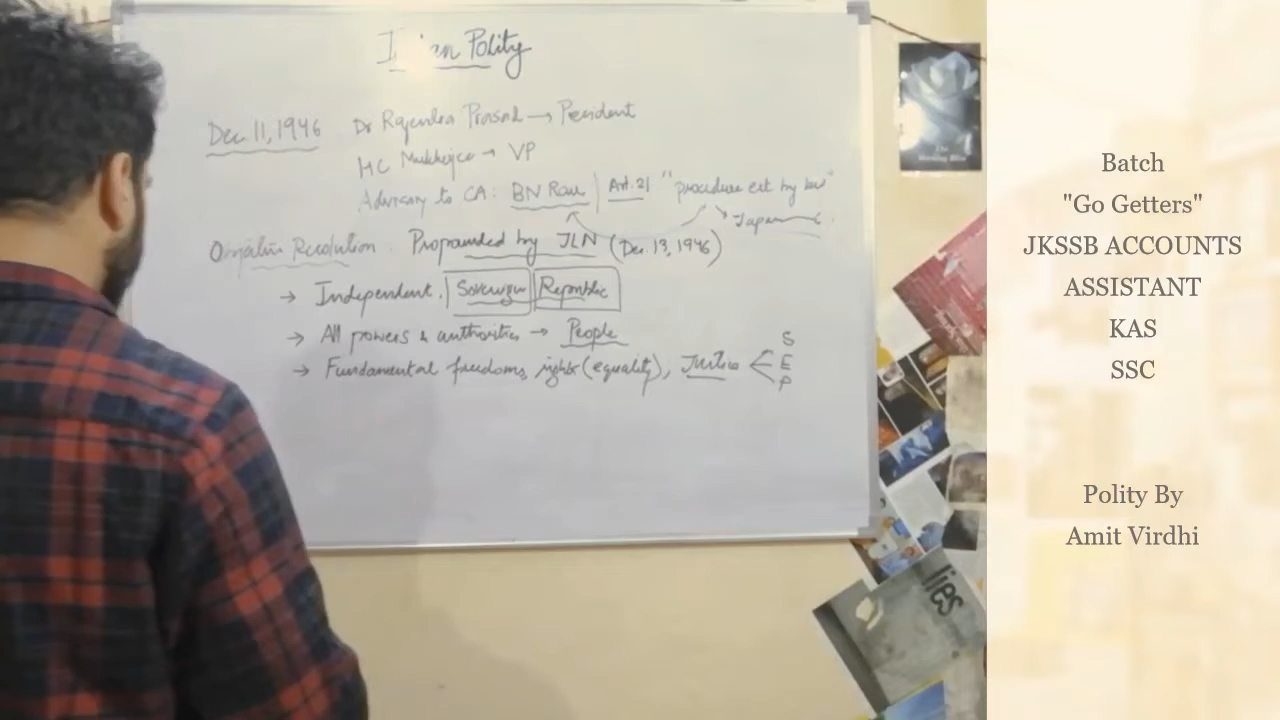 Indian Polity
Dec 11, 1946 Dr Rajendra Prasad → President
HC Mukherjee → VP
Advisory to CA: BN Rau | Art. 21 "procedure est by law"
Japan
Objective Resolution. Propounded by JLN (Dec. 13, 1946)
→ Independent, Sovereign Republic
→ All powers & authorities → People
→ Fundamental freedoms, rights (equality), Justice
S
E
P
The
lies
Batch
"Go Getters"
JKSSB ACCOUNTS
ASSISTANT
KAS
SSC
Polity By
Amit Virdhi